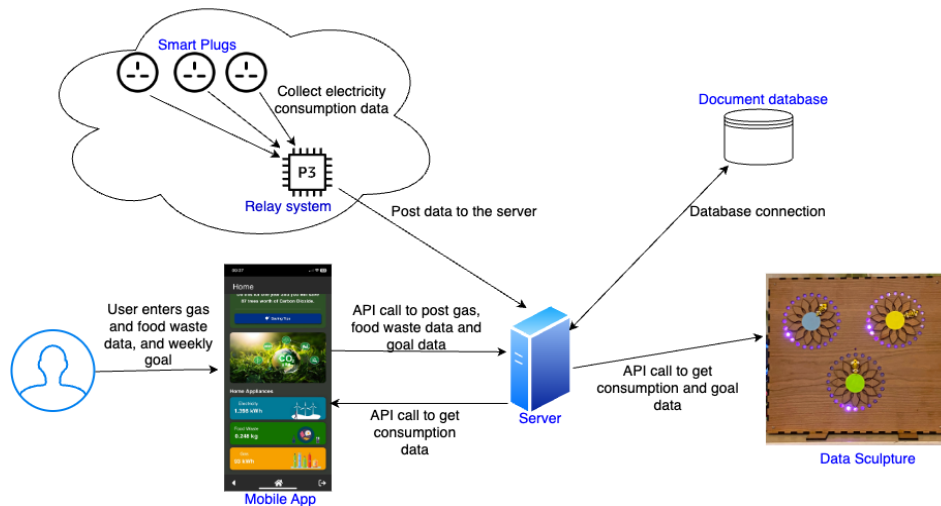 Smart Plugs
Collect electricity
consumption data
P3
Relay system
Post data to the server
Document database
Database connection
User enters gas
and food waste
data, and weekly
goal
Home
Home Appliances
Electricity
Food Waste
0.248 kg
Mobile App
API call to post gas,
food waste data and
goal data
API call to get
consumption
data
Server
API call to get
consumption and goal
data
Data Sculpture